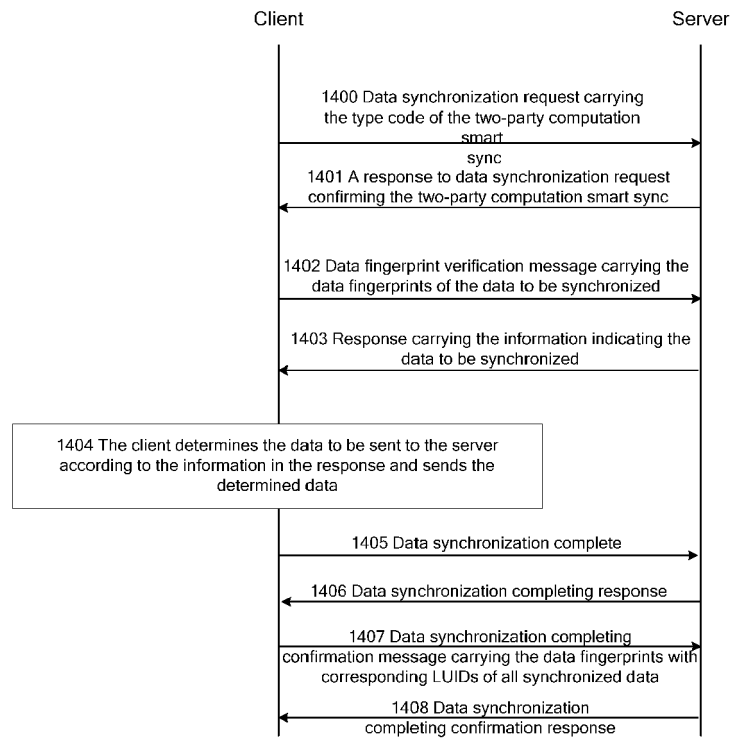 Client
Server
1400 Data synchronization request carrying
the type code of the two-party computation
smart
sync
1401 A response to data synchronization request
confirming the two-party computation smart sync
1402 Data fingerprint verification message carrying the
data fingerprints of the data to be synchronized
1403 Response carrying the information indicating the
data to be synchronized
1404 The client determines the data to be sent to the server
according to the information in the response and sends the
determined data
1405 Data synchronization complete
1406 Data synchronization completing response
1407 Data synchronization completing
confirmation message carrying the data fingerprints with
corresponding LUIDs of all synchronized data
1408 Data synchronization
completing confirmation response